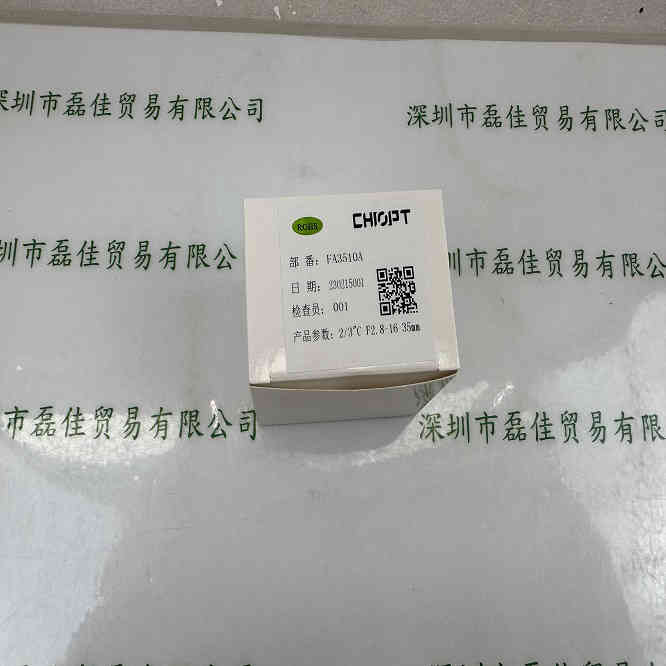 深圳市磊佳贸易有限公司
深圳市磊佳贸易有限公司
深圳市磊佳贸易有限公司
圳市磊佳贸易有限
ROHS
CHIOPT
部 番: FA3510A
日 期: 230215001
检查员: 001
产品参数: 2/3"C F2.8-16 35mm
市磊佳贸易有限公司
深圳市磊佳贸易有限